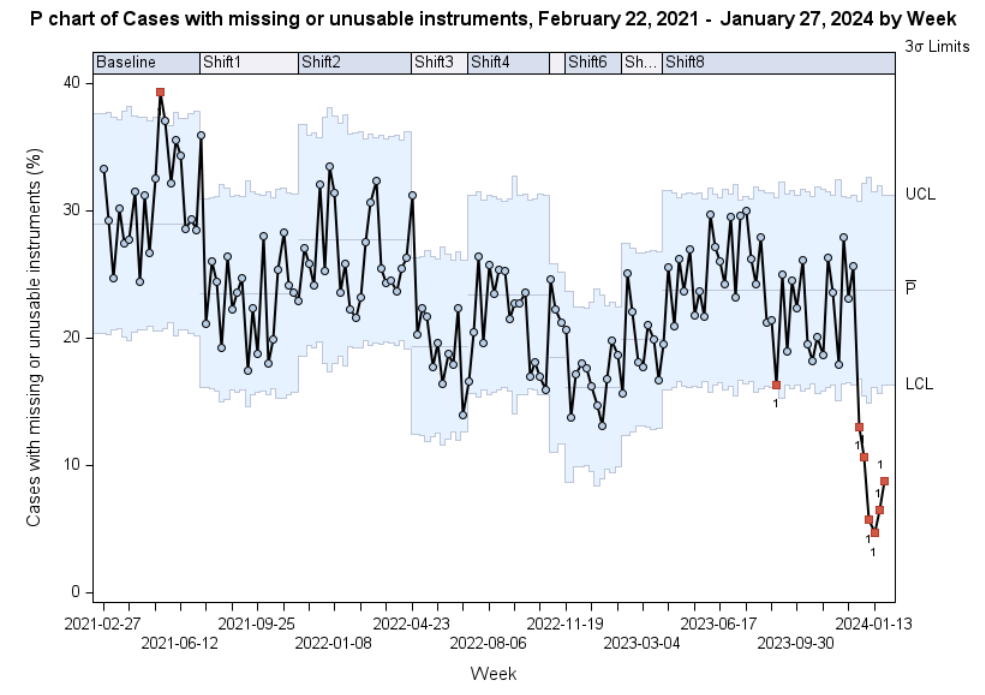 P chart of Cases with missing or unusable instruments, February 22, 2021 - January 27, 2024 by Week
3σ Limits
Baseline Shift1 Shift2 Shift3 Shift4 Shift6 Sh... Shift8
Cases with missing or unusable instruments (%)
40
30
20
10
0
UCL
P̅
LCL
1
1
1
1
1
1
1
2021-02-27 2021-09-25 2022-04-23 2022-11-19 2023-06-17 2024-01-13
2021-06-12 2022-01-08 2022-08-06 2023-03-04 2023-09-30
Week